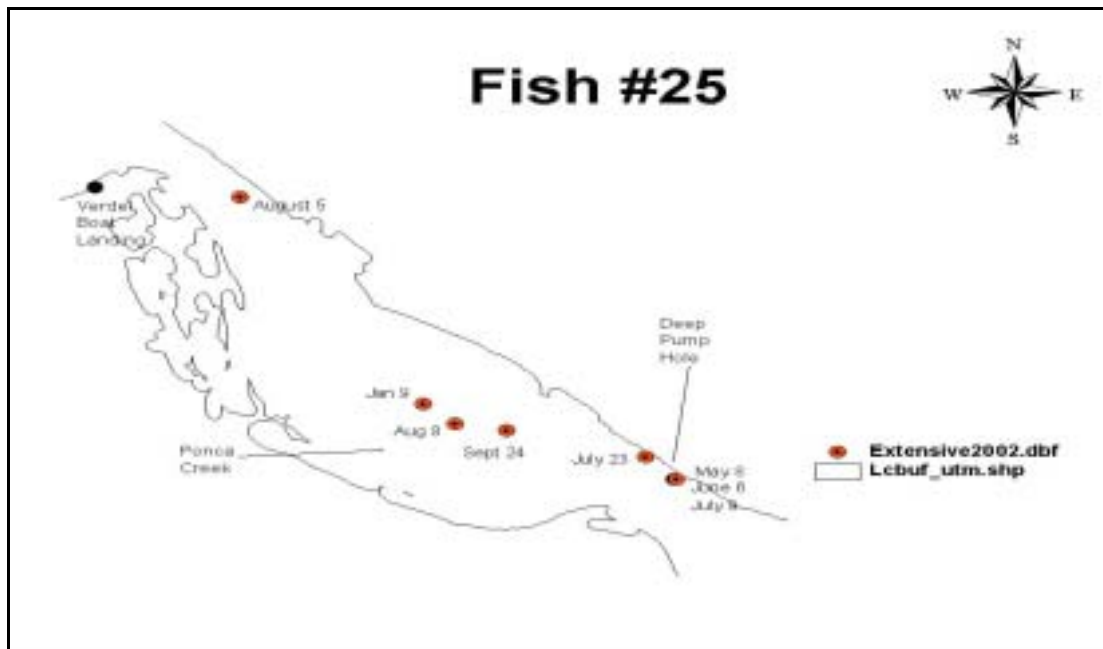 Fish #25
N
W
E
S
Verdel
Boat
Landing
August 5
Deep
Pump
Hole
Jan 9
Aug 8
Sept 24
Ponca
Creek
July 23
May 6
June 6
July 9
Extensive2002.dbf
Lcbuf_utm.shp